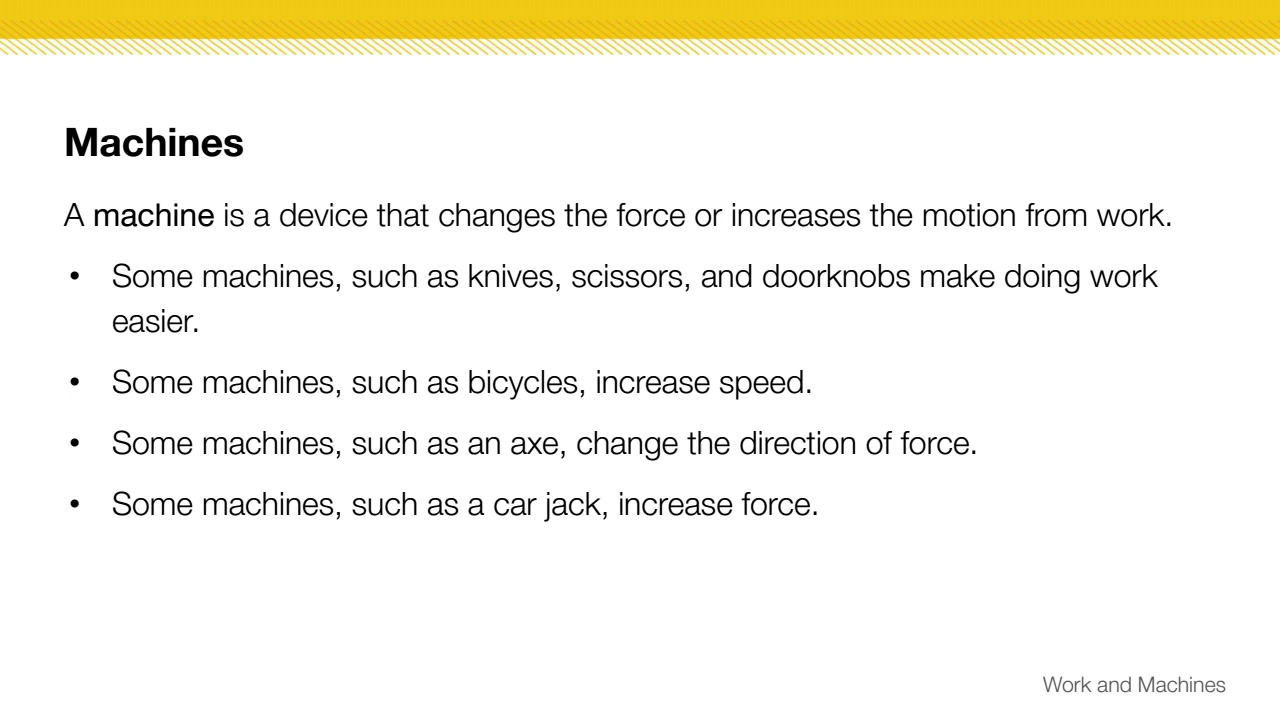 Machines
A machine is a device that changes the force or increases the motion from work.
• Some machines, such as knives, scissors, and doorknobs make doing work
easier.
• Some machines, such as bicycles, increase speed.
• Some machines, such as an axe, change the direction of force.
• Some machines, such as a car jack, increase force.
Work and Machines